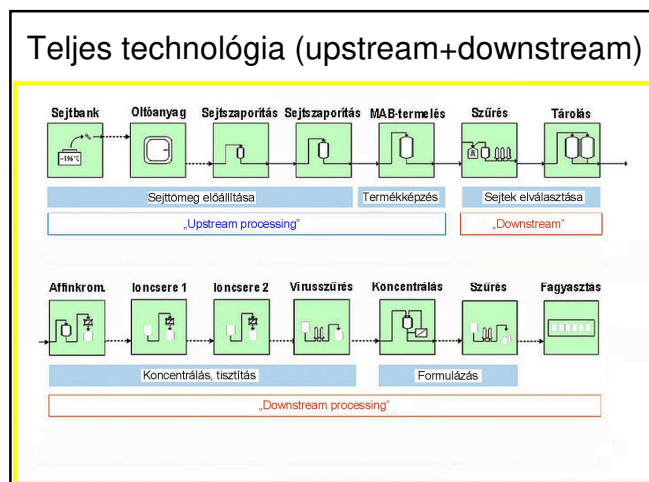 Teljes technológia (upstream+downstream)
Sejtbank Oltóanyag Sejtszaporítás Sejtszaporítás MAB-termelés Szűrés Tárolás
-196°C
Sejttömeg előállítása Termékképzés Sejtek elválasztása
„Upstream processing" „Downstream"
Affinkrom. Ioncsere 1 Ioncsere 2 Vírusszűrés Koncentrálás Szűrés Fagyasztás
Koncentrálás, tisztítás Formulázás
„Downstream processing"